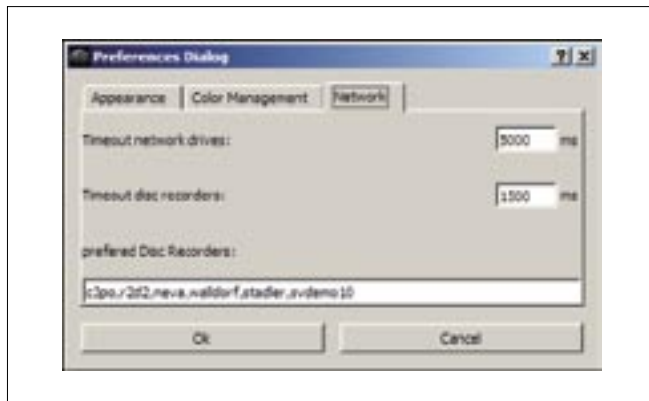 Preferences Dialog
Appearance Color Management Network
Timeout network drives: 5000 ms
Timeout disc recorders: 1500 ms
prefered Disc Recorders:
c3po,r2d2,neva,walldorf,stadler,svdemo10
Ok Cancel